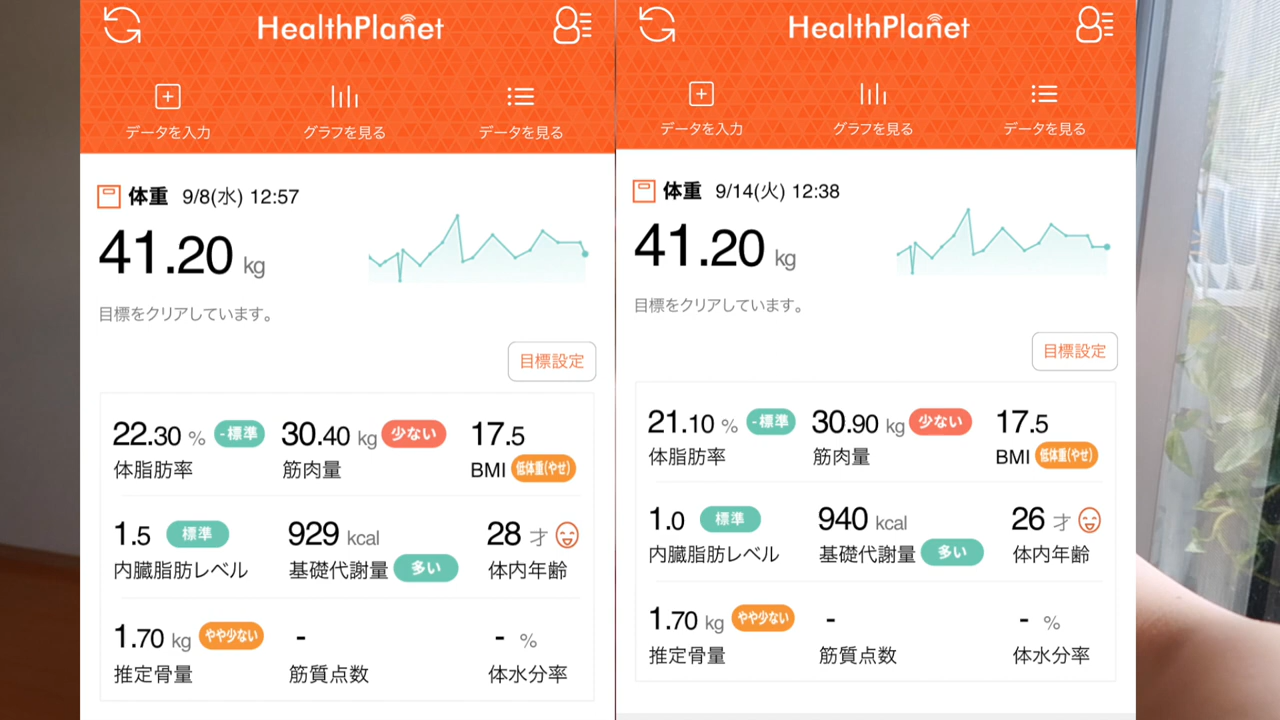 HealthPlanet
データを入力 グラフを見る データを見る
体重 9/8(水) 12:57
41.20 kg
目標をクリアしています。
目標設定
22.30 % -標準 30.40 kg 少ない 17.5
体脂肪率 筋肉量 BMI 低体重(やせ)
1.5 標準 929 kcal 28 才
内臓脂肪レベル 基礎代謝量 多い 体内年齢
1.70 kg やや少ない - - %
推定骨量 筋質点数 体水分率
HealthPlanet
データを入力 グラフを見る データを見る
体重 9/14(火) 12:38
41.20 kg
目標をクリアしています。
目標設定
21.10 % -標準 30.90 kg 少ない 17.5
体脂肪率 筋肉量 BMI 低体重(やせ)
1.0 標準 940 kcal 26 才
内臓脂肪レベル 基礎代謝量 多い 体内年齢
1.70 kg やや少ない - - %
推定骨量 筋質点数 体水分率